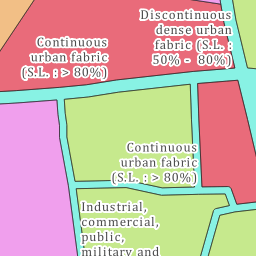 Discontinuous
dense urban
fabric (S.L. :
50% - 80%)
Continuous
urban fabric
(S.L. : > 80%)
Continuous
urban fabric
(S.L. : > 80%)
Industrial,
commercial,
public,
military and